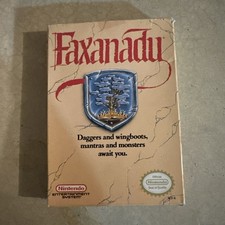 Faxanadu
Daggers and wingboots,
mantras and monsters
await you.
Nintendo
ENTERTAINMENT
SYSTEM